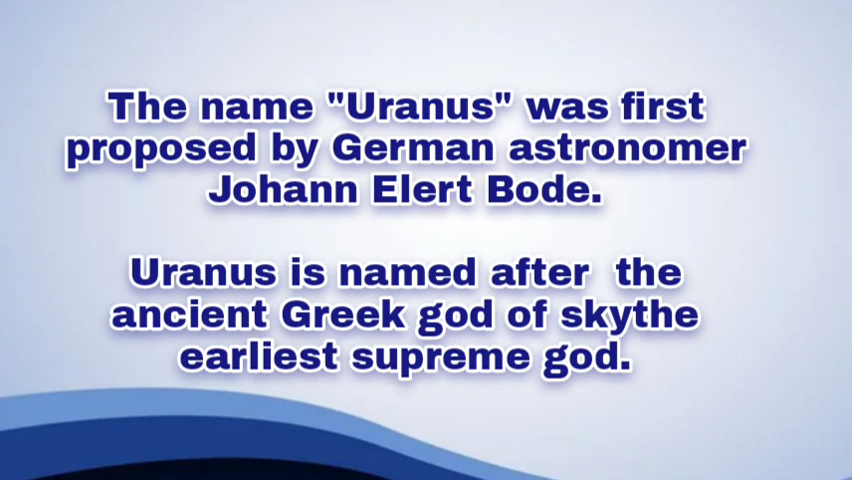 The name "Uranus" was first
proposed by German astronomer
Johann Elert Bode.
Uranus is named after  the
ancient Greek god of skythe
earliest supreme god.